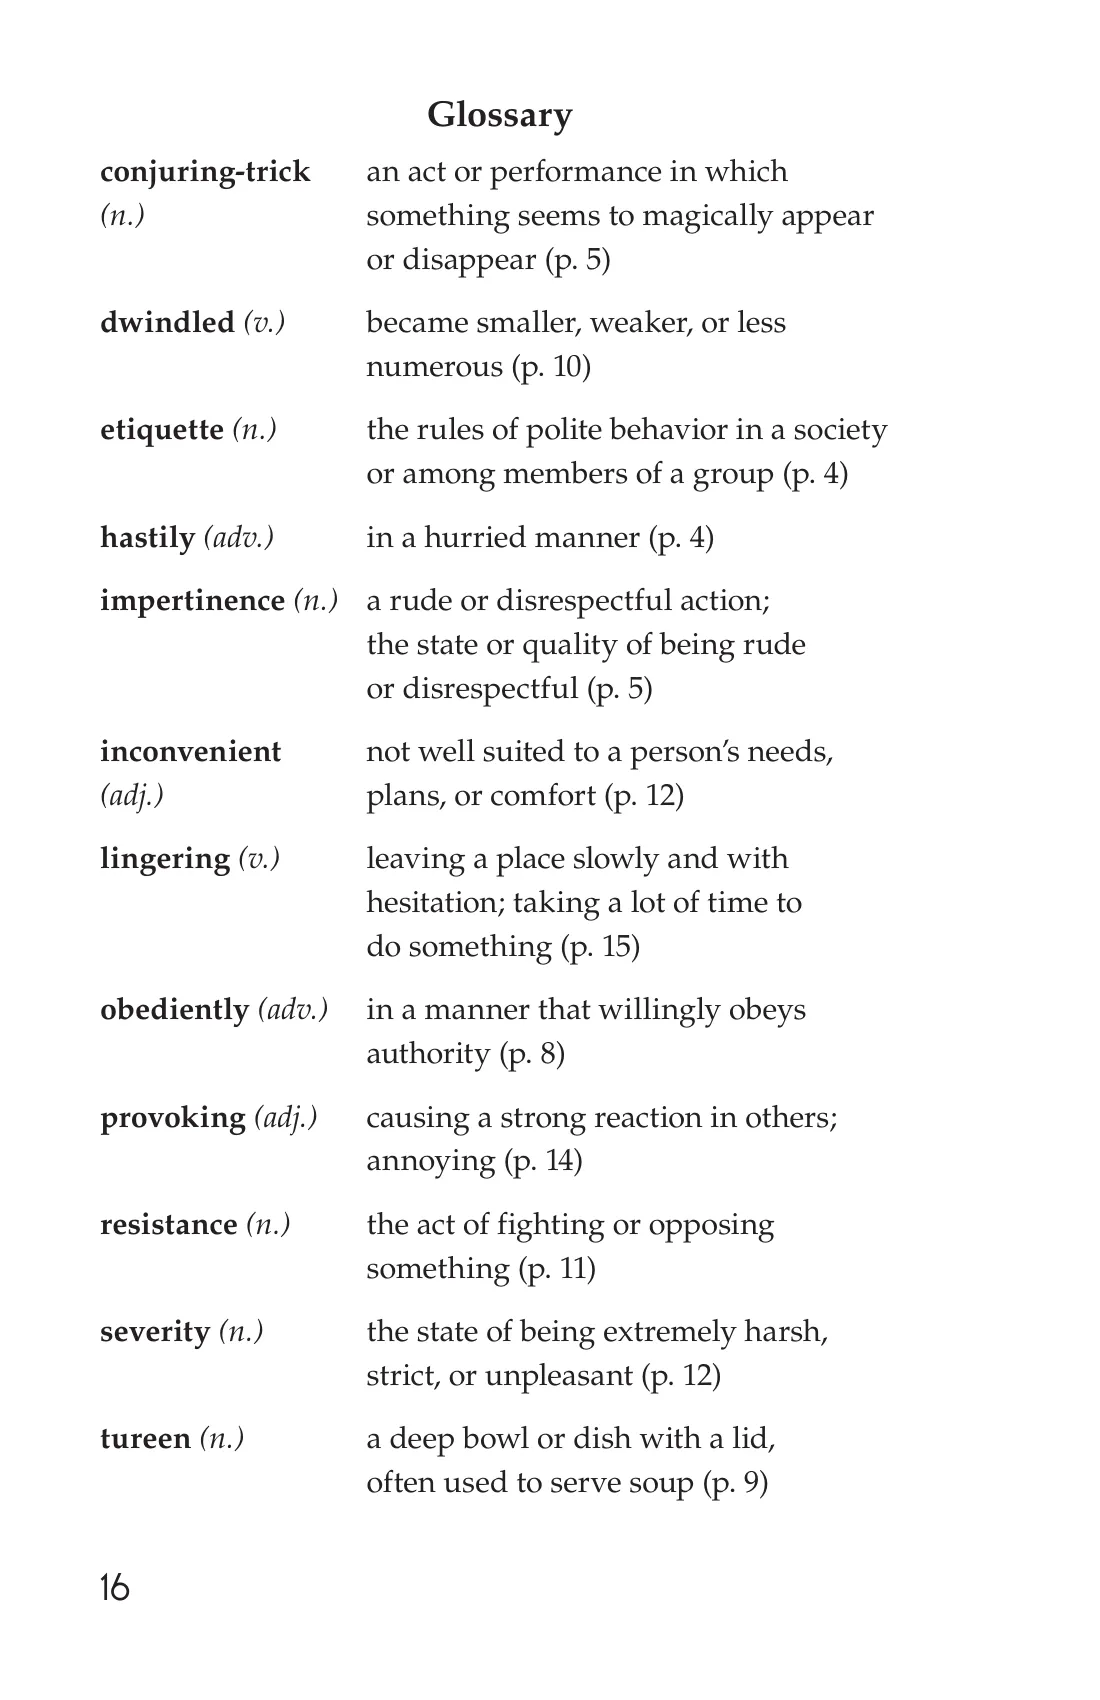 Glossary
conjuring-trick an act or performance in which
(n.) something seems to magically appear
or disappear (p. 5)
dwindled (v.) became smaller, weaker, or less
numerous (p. 10)
etiquette (n.) the rules of polite behavior in a society
or among members of a group (p. 4)
hastily (adv.) in a hurried manner (p. 4)
impertinence (n.) a rude or disrespectful action;
the state or quality of being rude
or disrespectful (p. 5)
inconvenient not well suited to a person’s needs,
(adj.) plans, or comfort (p. 12)
lingering (v.) leaving a place slowly and with
hesitation; taking a lot of time to
do something (p. 15)
obediently (adv.) in a manner that willingly obeys
authority (p. 8)
provoking (adj.) causing a strong reaction in others;
annoying (p. 14)
resistance (n.) the act of fighting or opposing
something (p. 11)
severity (n.) the state of being extremely harsh,
strict, or unpleasant (p. 12)
tureen (n.) a deep bowl or dish with a lid,
often used to serve soup (p. 9)
16